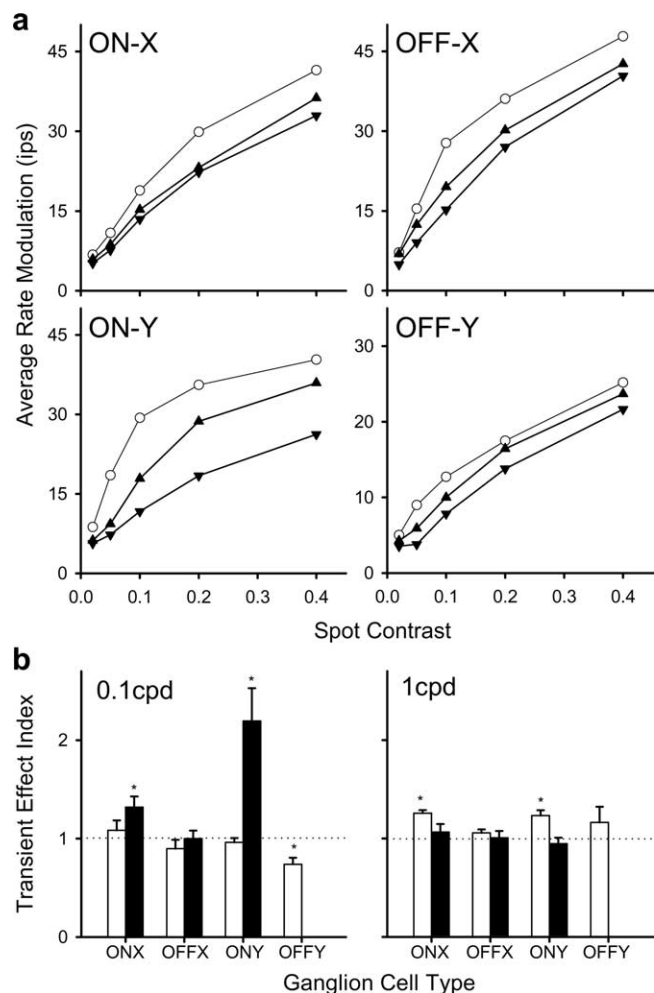 a
ON-X
OFF-X
45
30
15
0
45
30
15
0
ON-Y
OFF-Y
45
30
15
0
30
20
10
0
0.0 0.1 0.2 0.3 0.4
0.0 0.1 0.2 0.3 0.4
Average Rate Modulation (ips)
Spot Contrast
b
0.1cpd
1cpd
Transient Effect Index
2
1
0
* * *
* *
ONX OFFX ONY OFFY
ONX OFFX ONY OFFY
Ganglion Cell Type